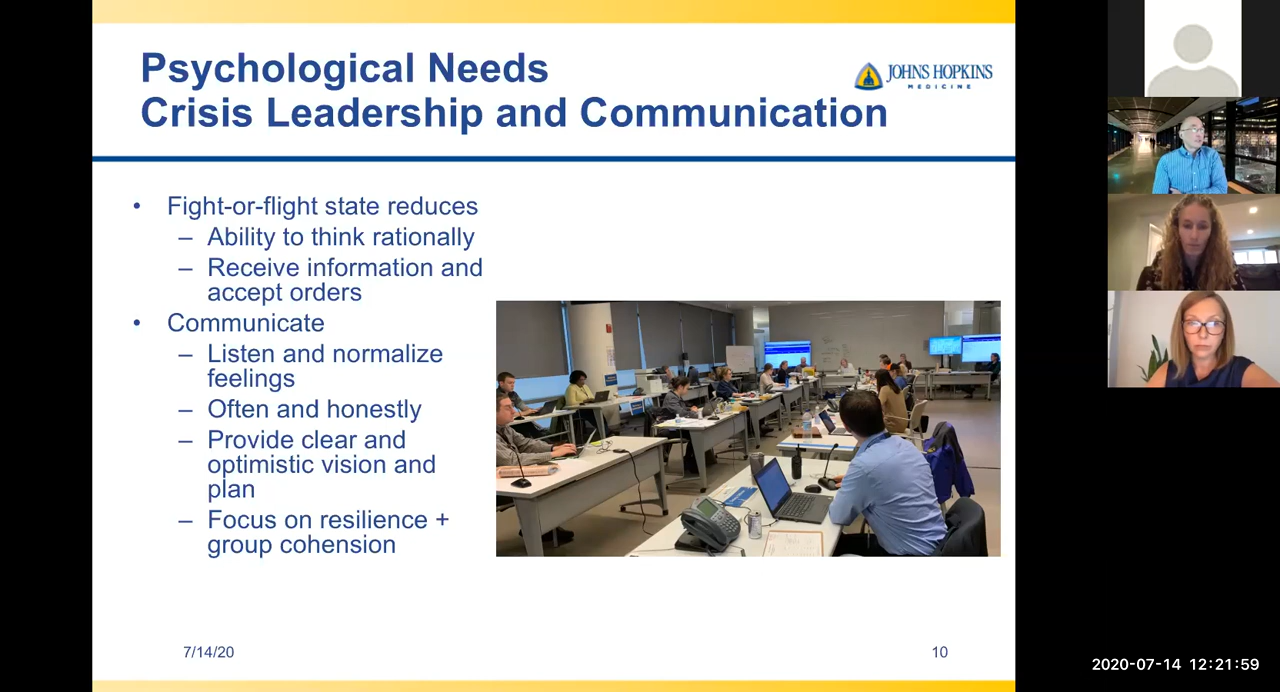 Psychological Needs
Crisis Leadership and Communication
JOHNS HOPKINS
MEDICINE
• Fight-or-flight state reduces
– Ability to think rationally
– Receive information and
accept orders
• Communicate
– Listen and normalize
feelings
– Often and honestly
– Provide clear and
optimistic vision and
plan
– Focus on resilience +
group cohension
7/14/20
10
2020-07-14 12:21:59